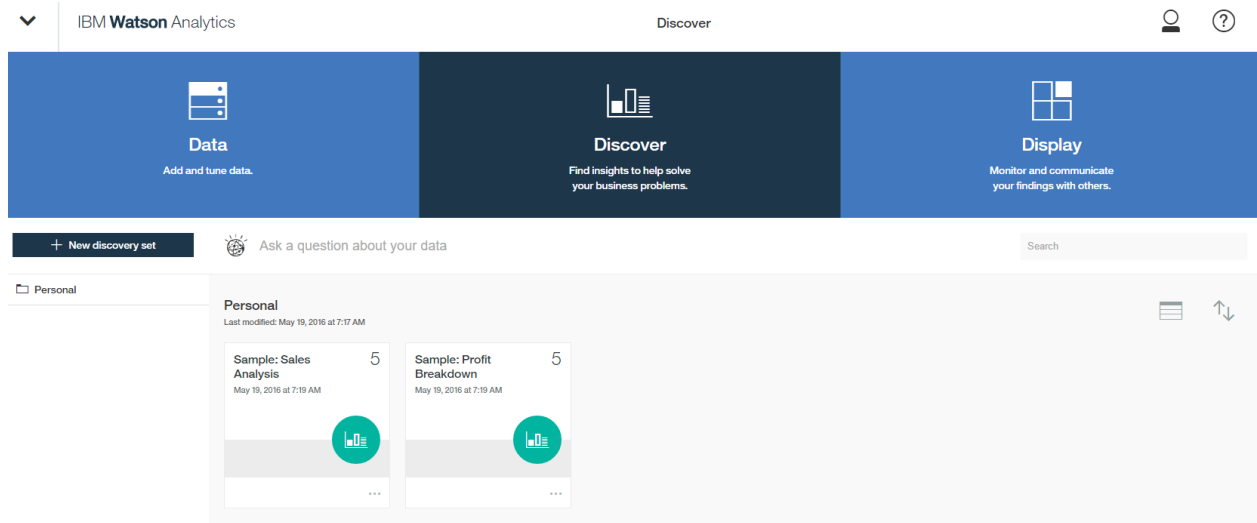 IBM Watson Analytics
Discover
?
Data
Add and tune data.
Discover
Find insights to help solve
your business problems.
Display
Monitor and communicate
your findings with others.
+ New discovery set
Ask a question about your data
Search
Personal
Personal
Last modified: May 19, 2016 at 7:17 AM
Sample: Sales
Analysis
5
May 19, 2016 at 7:19 AM
...
Sample: Profit
Breakdown
5
May 19, 2016 at 7:19 AM
...